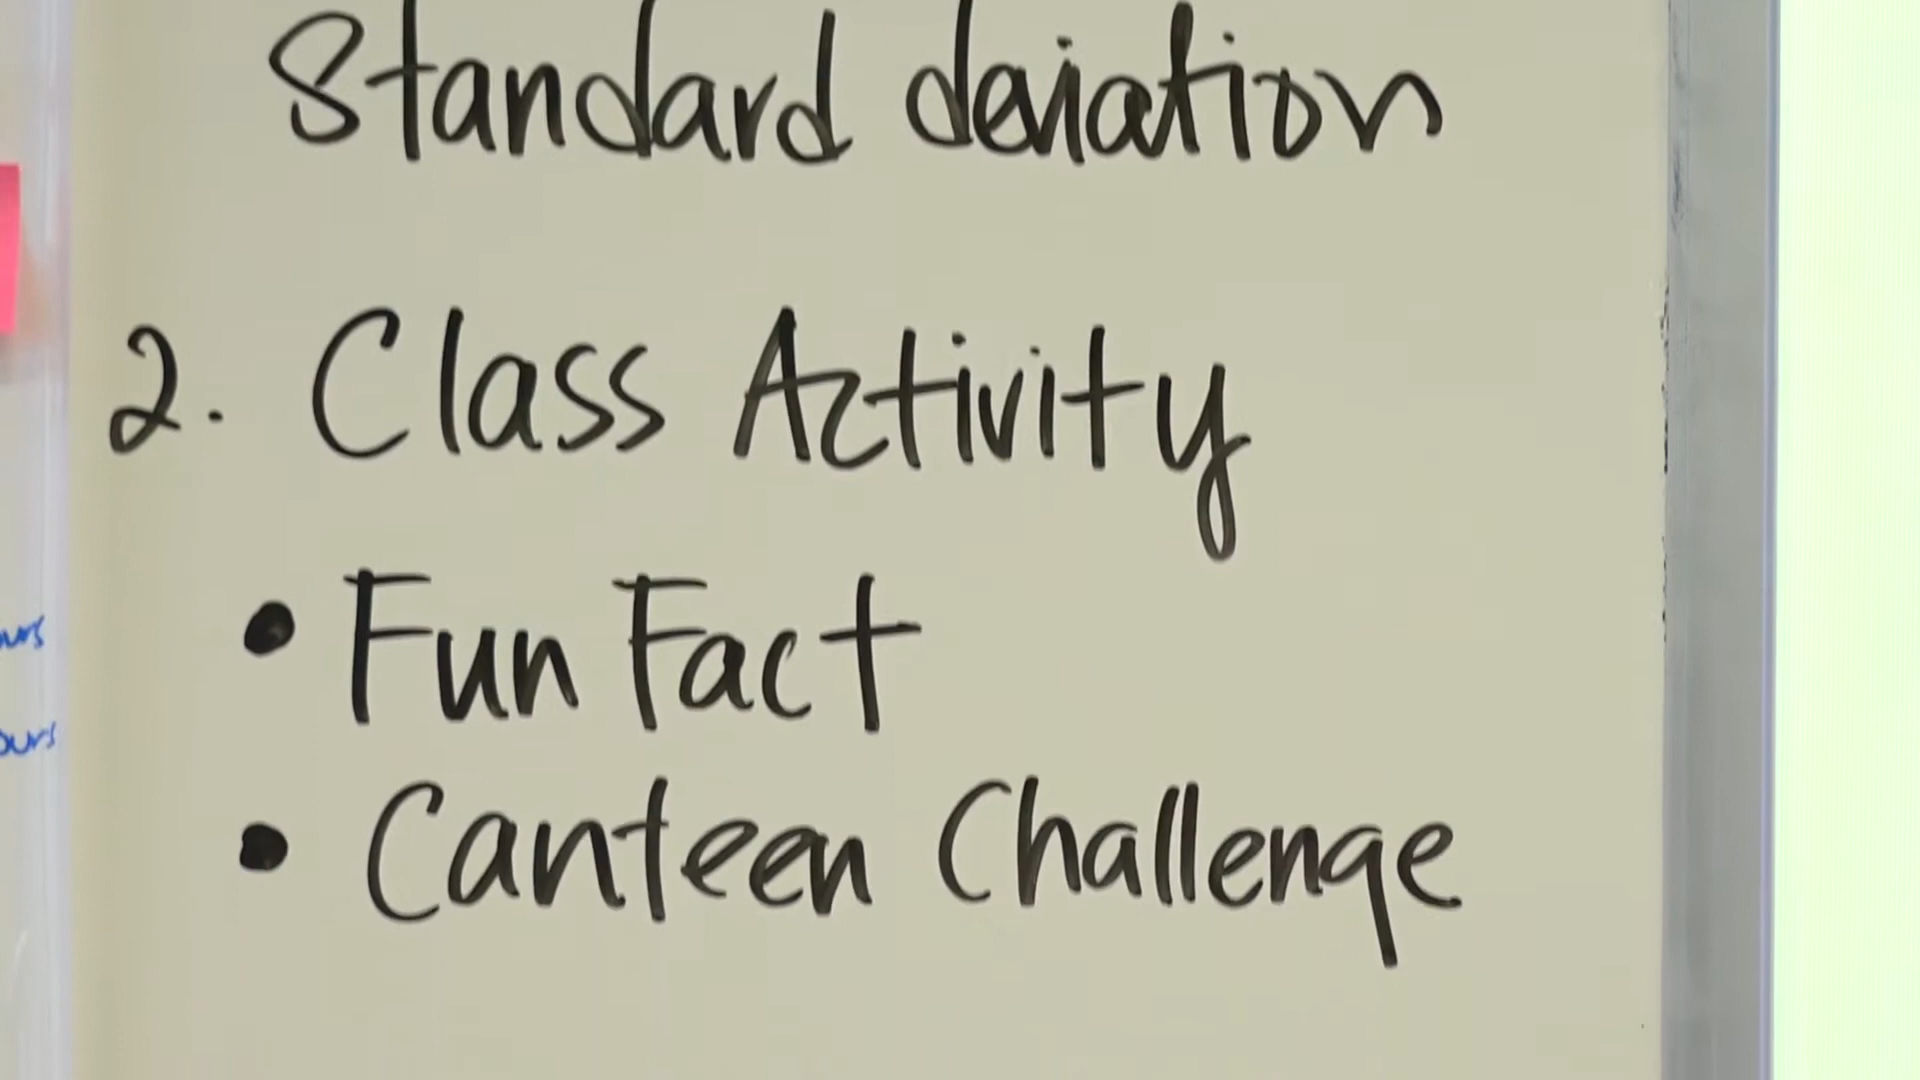 Standard deviation
2. Class Activity
• Fun Fact
• Canteen Challenge